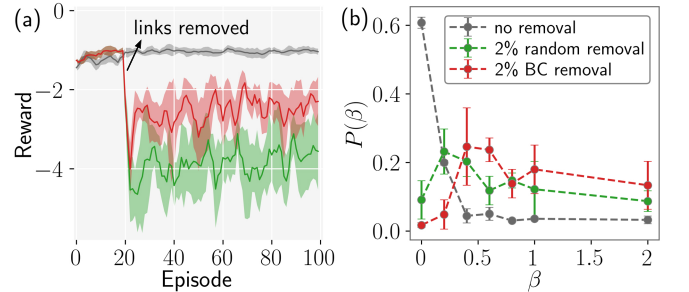 (a)
links removed
0
−2
−4
Reward
0
20
40
60
80
100
Episode
(b)
no removal
2% random removal
2% BC removal
0.6
0.4
0.2
0.0
P(β)
0
0.5
1.0
1.5
2.0
β